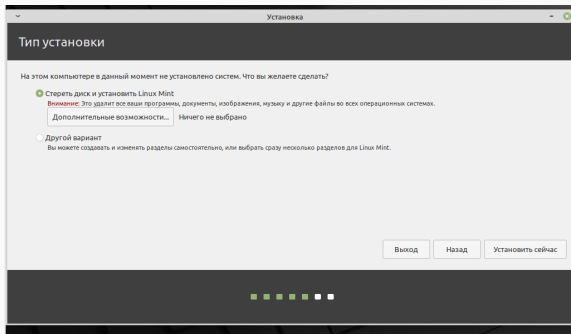 Установка
Тип установки
На этом компьютере в данный момент не установлено систем. Что вы желаете сделать?
Стереть диск и установить Linux Mint
Внимание: Это удалит все ваши программы, документы, изображения, музыку и другие файлы во всех операционных системах.
Дополнительные возможности... Ничего не выбрано
Другой вариант
Вы можете создавать и изменять разделы самостоятельно, или выбрать сразу несколько разделов для Linux Mint.
Выход Назад Установить сейчас